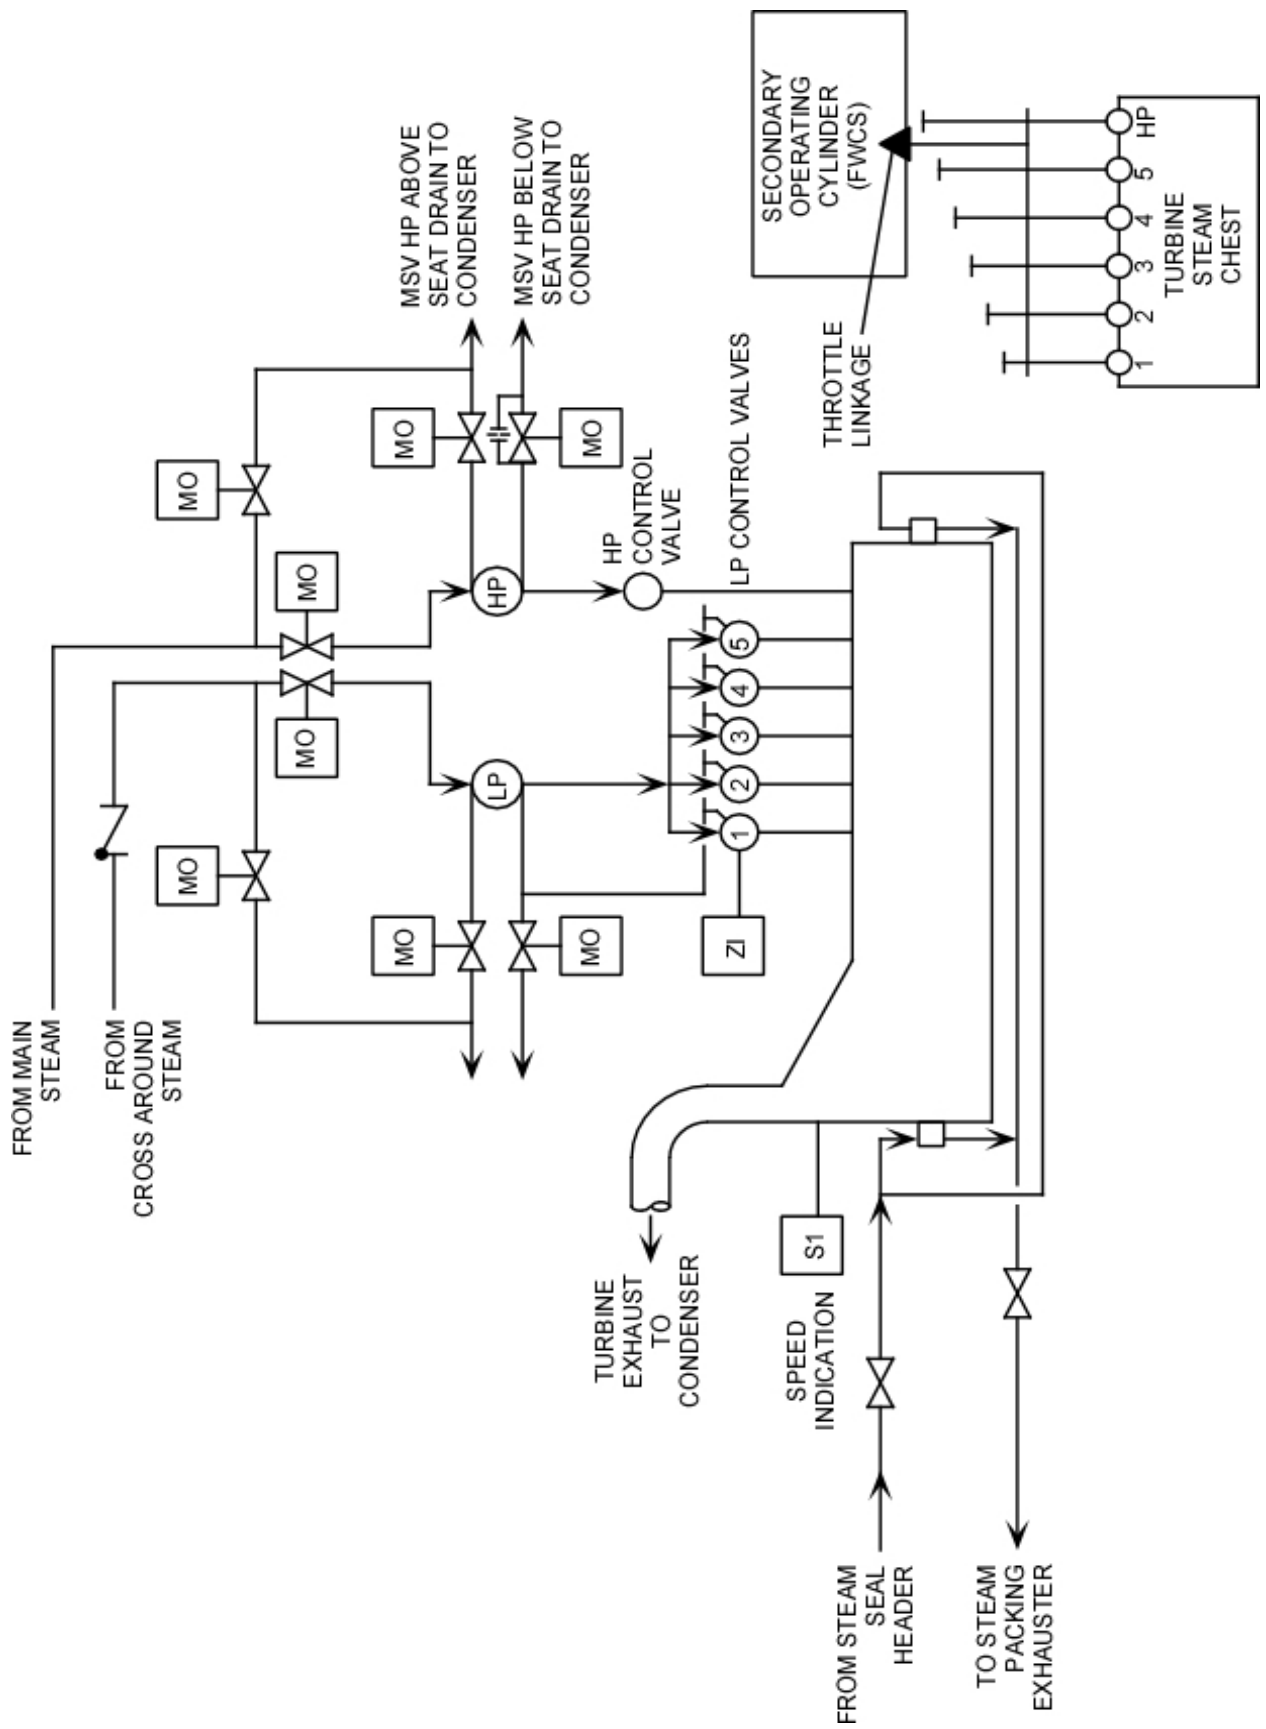 FROM MAIN
STEAM
FROM
CROSS AROUND
STEAM
MO
MO
MO
MO
MO
MO
MO
MO
LP
HP
MSV HP ABOVE
SEAT DRAIN TO
CONDENSER
MSV HP BELOW
SEAT DRAIN TO
CONDENSER
HP
CONTROL
VALVE
LP CONTROL VALVES
1
2
3
4
5
ZI
TURBINE
EXHAUST
TO
CONDENSER
S1
SPEED
INDICATION
FROM STEAM
SEAL
HEADER
TO STEAM
PACKING
EXHAUSTER
SECONDARY
OPERATING
CYLINDER
(FWCS)
THROTTLE
LINKAGE
1
2
3
4
5
HP
TURBINE
STEAM
CHEST